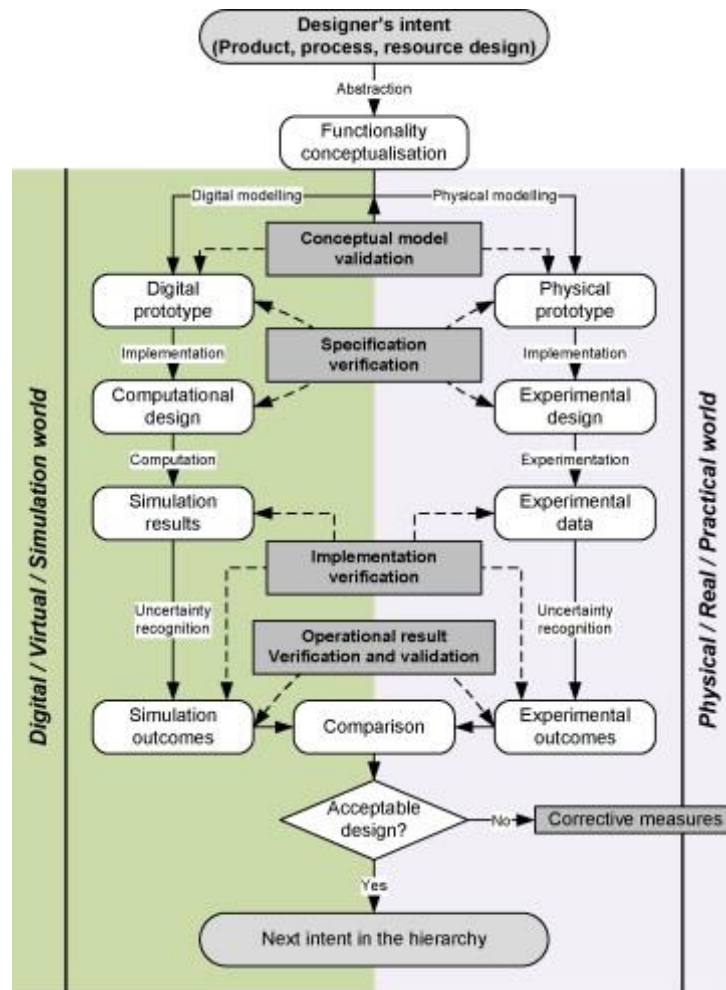 Designer's intent
(Product, process, resource design)
Abstraction
Functionality
conceptualisation
Digital modelling
Physical modelling
Conceptual model
validation
Digital
prototype
Physical
prototype
Specification
verification
Implementation
Implementation
Computational
design
Experimental
design
Computation
Experimentation
Simulation
results
Experimental
data
Implementation
verification
Uncertainty
recognition
Uncertainty
recognition
Operational result
Verification and validation
Simulation
outcomes
Comparison
Experimental
outcomes
Acceptable
design?
No
Corrective measures
Yes
Next intent in the hierarchy
Digital / Virtual / Simulation world
Physical / Real / Practical world